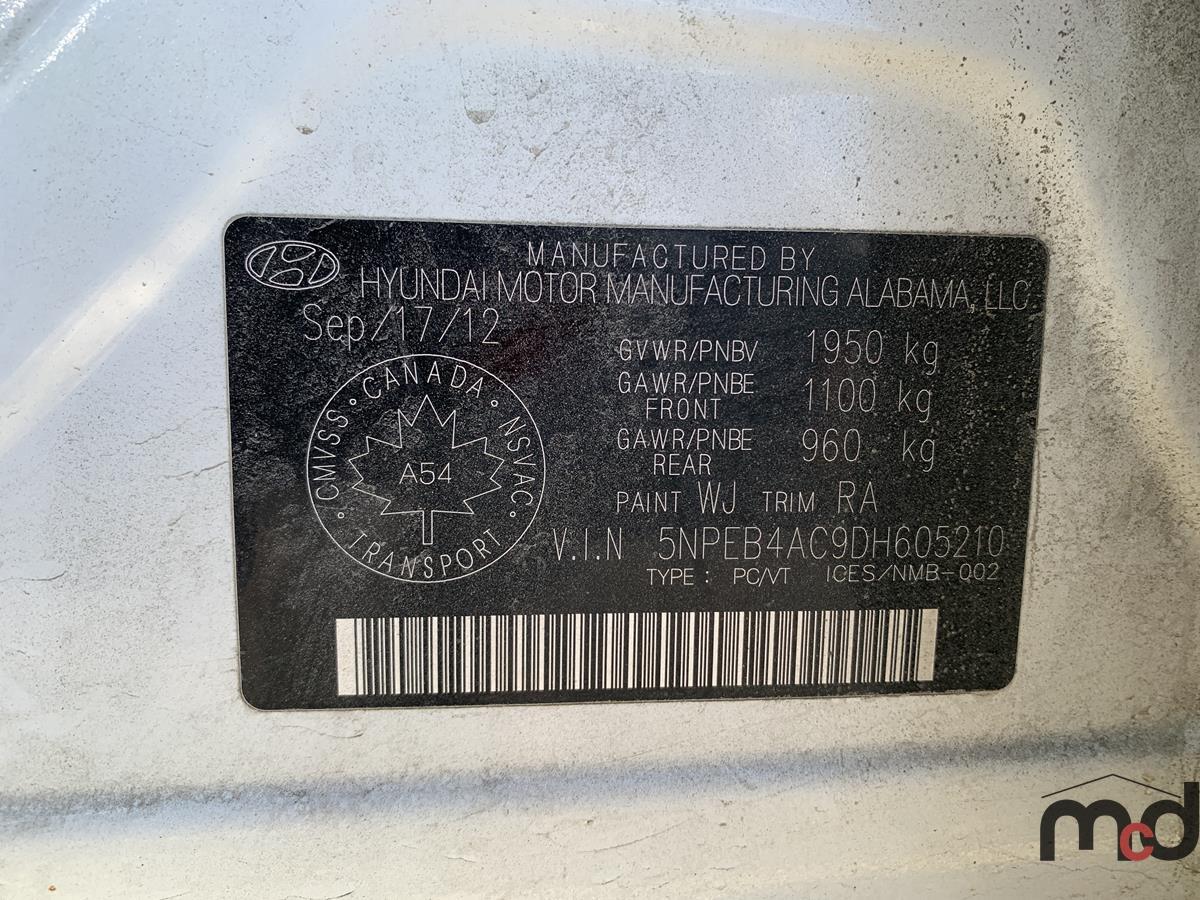 MANUFACTURED BY
HYUNDAI MOTOR MANUFACTURING ALABAMA, LLC
Sep/17/12
GVWR/PNBV 1950 kg
GAWR/PNBE FRONT 1100 kg
GAWR/PNBE REAR 960 kg
PAINT WJ TRIM RA
V.I.N 5NPEB4AC9DH605210
TYPE : PC/VT ICES/NMB-002
CMVSS · CANADA · NSVAC · TRANSPORT ·
A54
mcd